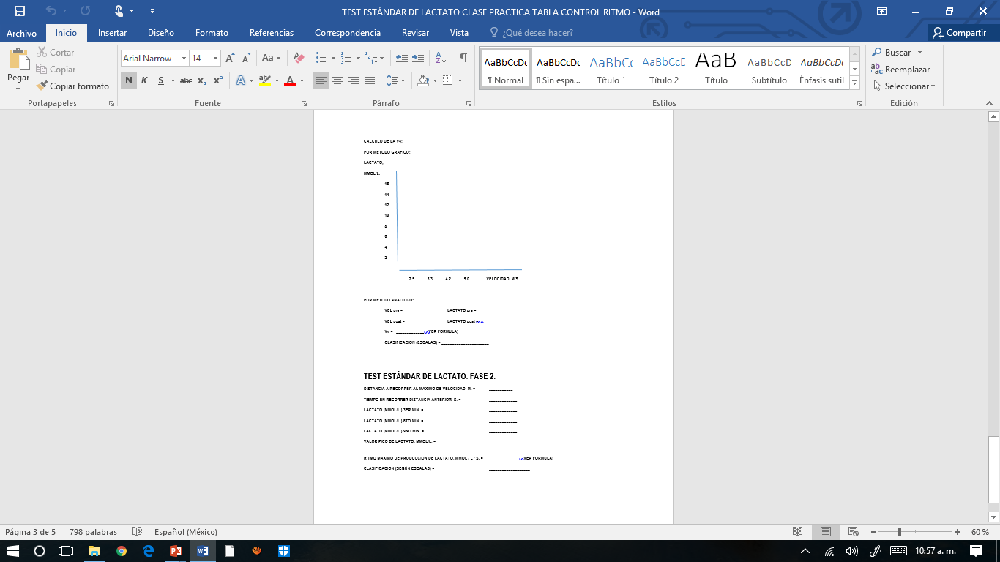 TEST ESTÁNDAR DE LACTATO CLASE PRACTICA TABLA CONTROL RITMO - Word
Archivo Inicio Insertar Diseño Formato Referencias Correspondencia Revisar Vista ¿Qué desea hacer? Compartir
Pegar
Cortar
Copiar
Copiar formato
Portapapeles
Arial Narrow 14
N K S abc x₂ x²
Fuente
Párrafo
AaBbCcDc AaBbCcDc AaBbCc AaBbCcD AaB AaBbCcD AaBbCcDc
¶ Normal ¶ Sin espa... Título 1 Título 2 Título Subtítulo Énfasis sutil
Estilos
Buscar
Reemplazar
Seleccionar
Edición
CALCULO DE LA V4:
POR METODO GRAFICO:
LACTATO,
MMOL/L.
16
14
12
10
8
6
4
2
2.5 3.3 4.2 5.0 VELOCIDAD, M/S.
POR METODO ANALITICO:
VEL pre = ______ LACTATO pre = ______
VEL post = ______ LACTATO post = ______
V4 = _____________ (VER FORMULA)
CLASIFICACION (ESCALAS) = ______________________
TEST ESTÁNDAR DE LACTATO. FASE 2:
DISTANCIA A RECORRER AL MAXIMO DE VELOCIDAD, M. = ___________
TIEMPO EN RECORRER DISTANCIA ANTERIOR, S. = _____________
LACTATO (MMOL/L.) 3ER MIN. = _____________
LACTATO (MMOL/L.) 6TO MIN. = _____________
LACTATO (MMOL/L.) 9NO MIN. = _____________
VALOR PICO DE LACTATO, MMOL/L. = ___________
RITMO MAXIMO DE PRODUCCION DE LACTATO, MMOL / L / S. = ______________ (VER FORMULA)
CLASIFICACION (SEGÚN ESCALAS) = ___________________
Página 3 de 5 798 palabras Español (México) 60 %
10:57 a. m.